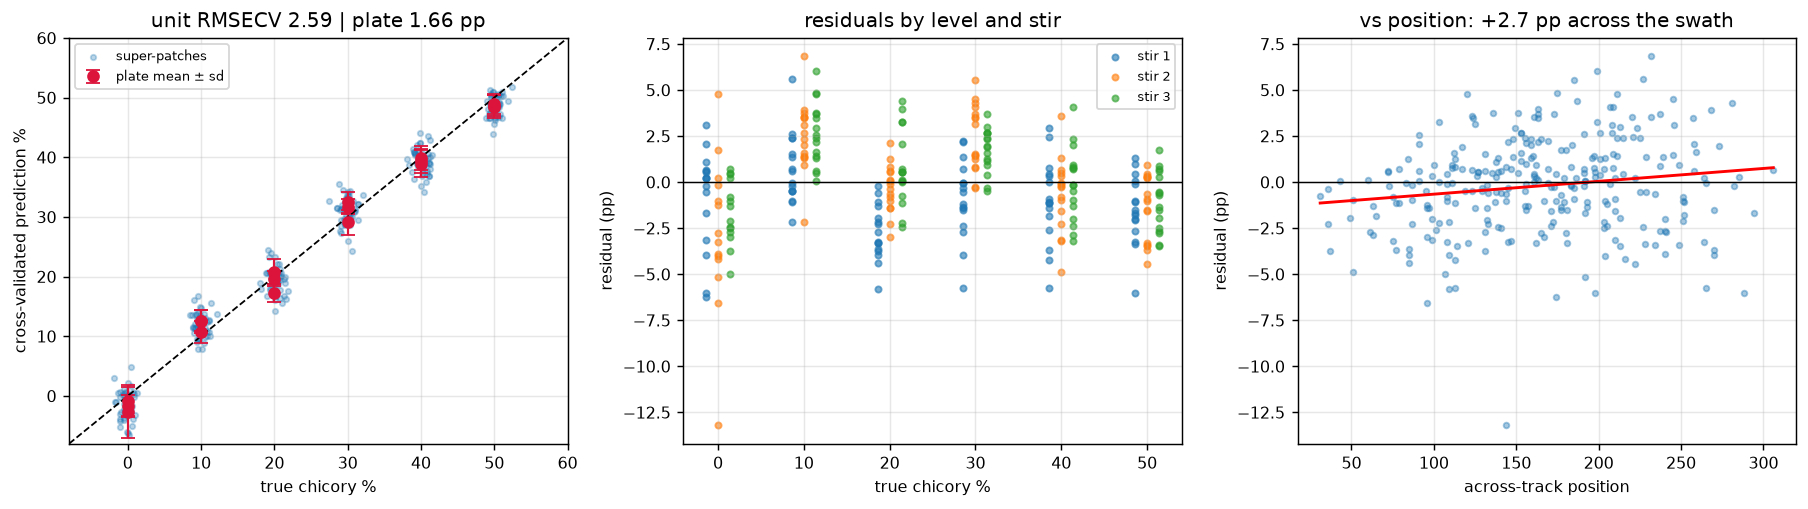 unit RMSECV 2.59 | plate 1.66 pp
60
50
40
30
20
10
0
cross-validated prediction %
super-patches
plate mean ± sd
0 10 20 30 40 50 60
true chicory %
residuals by level and stir
7.5
5.0
2.5
0.0
−2.5
−5.0
−7.5
−10.0
−12.5
residual (pp)
stir 1
stir 2
stir 3
0 10 20 30 40 50
true chicory %
vs position: +2.7 pp across the swath
7.5
5.0
2.5
0.0
−2.5
−5.0
−7.5
−10.0
−12.5
residual (pp)
50 100 150 200 250 300
across-track position